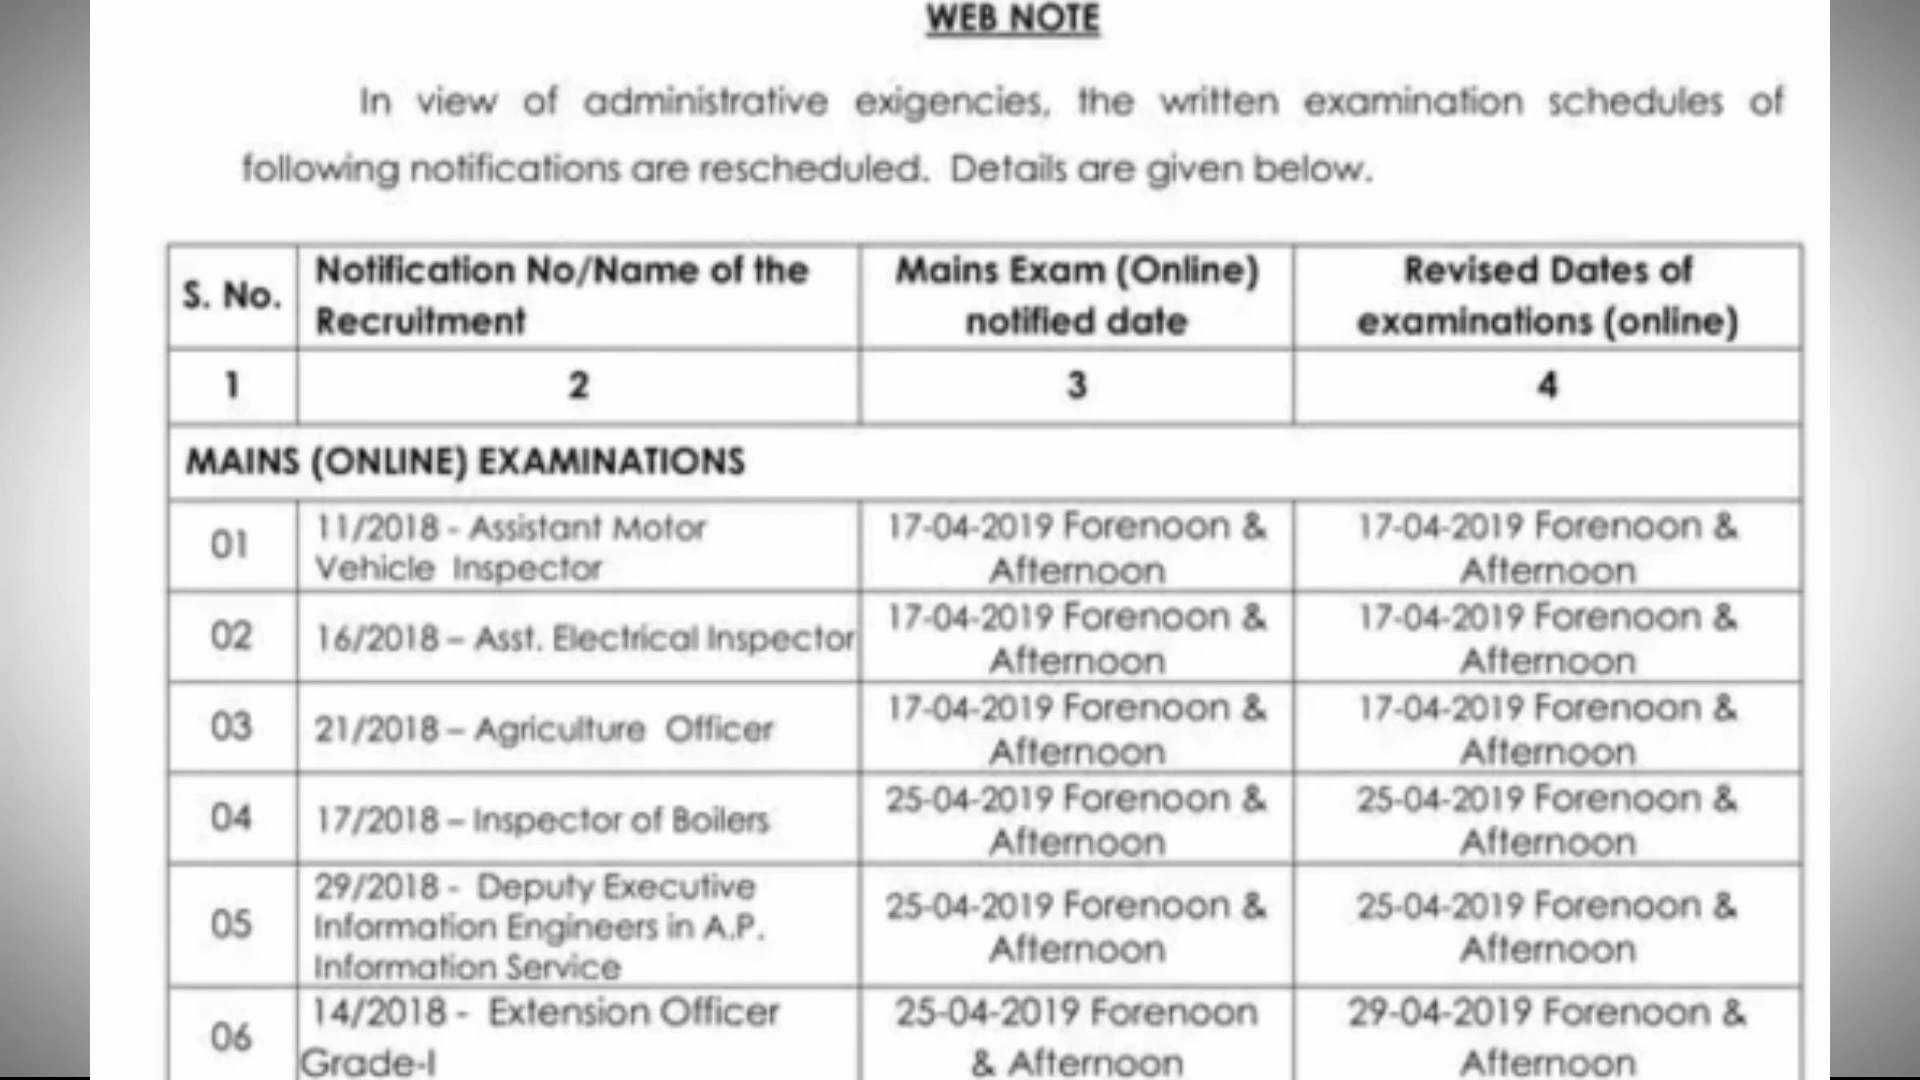 WEB NOTE
In view of administrative exigencies, the written examination schedules of
following notifications are rescheduled. Details are given below.
S. No.
Notification No/Name of the
Recruitment
Mains Exam (Online)
notified date
Revised Dates of
examinations (online)
1
2
3
4
MAINS (ONLINE) EXAMINATIONS
01
11/2018 - Assistant Motor
Vehicle Inspector
17-04-2019 Forenoon &
Afternoon
17-04-2019 Forenoon &
Afternoon
02
16/2018 – Asst. Electrical Inspector
17-04-2019 Forenoon &
Afternoon
17-04-2019 Forenoon &
Afternoon
03
21/2018 – Agriculture Officer
17-04-2019 Forenoon &
Afternoon
17-04-2019 Forenoon &
Afternoon
04
17/2018 – Inspector of Boilers
25-04-2019 Forenoon &
Afternoon
25-04-2019 Forenoon &
Afternoon
05
29/2018 - Deputy Executive
Information Engineers in A.P.
Information Service
25-04-2019 Forenoon &
Afternoon
25-04-2019 Forenoon &
Afternoon
06
14/2018 - Extension Officer
Grade-I
25-04-2019 Forenoon
& Afternoon
29-04-2019 Forenoon &
Afternoon